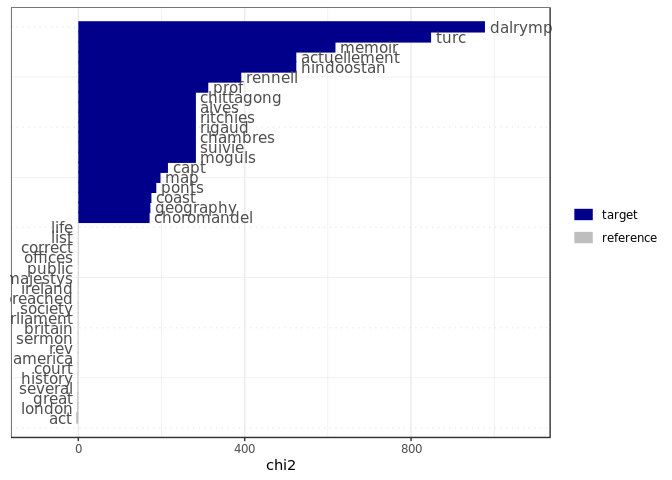 dalrymp
turc
memoir
actuellement
hindoostan
rennell
prof
chittagong
alves
ritchies
rigaud
chambres
suivie
moguls
capt
map
ponts
coast
geography
choromandel
life
list
correct
offices
public
majestys
ireland
preached
society
rliament
britain
sermon
rev
america
court
history
several
great
london
act
target
reference
0 400 800
chi2